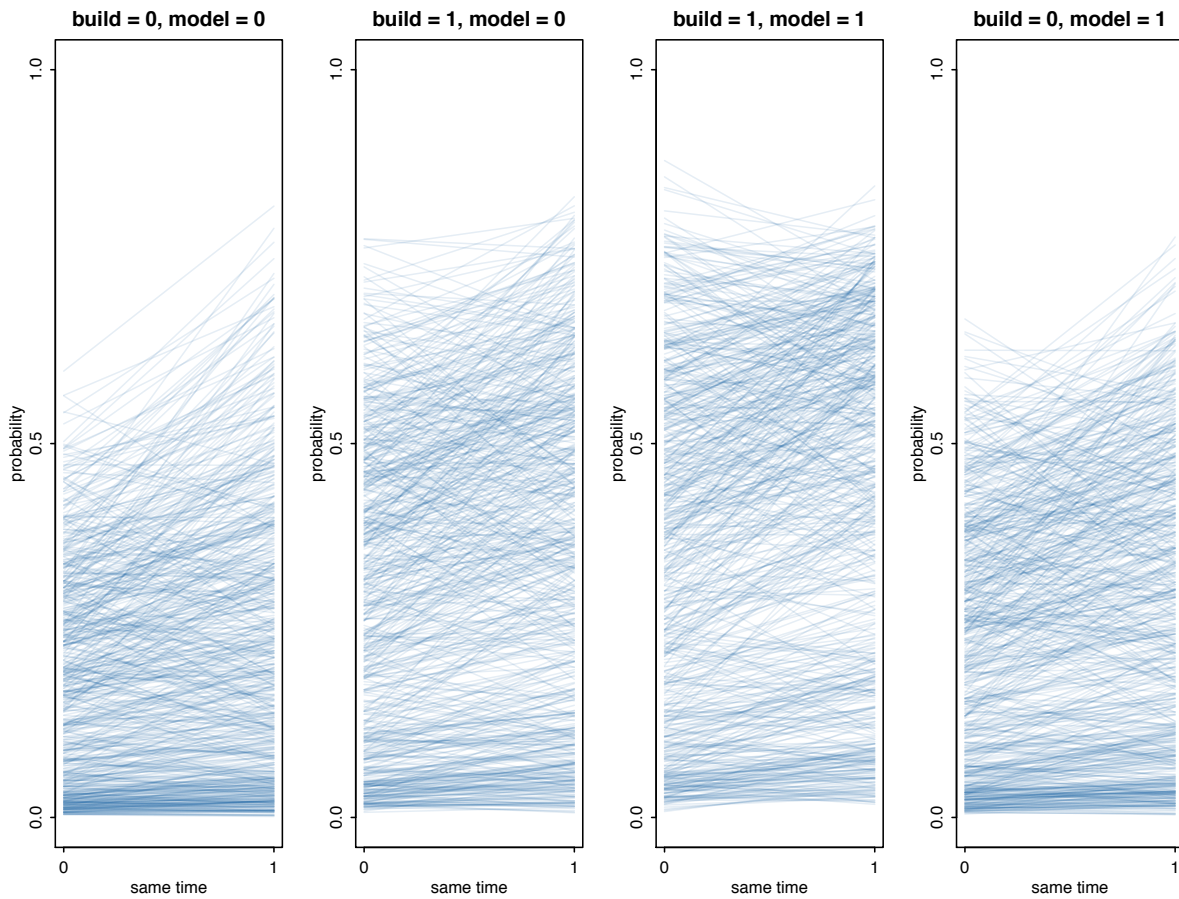 build = 0, model = 0
1.0
0.5
0.0
probability
0 1
same time
build = 1, model = 0
1.0
0.5
0.0
probability
0 1
same time
build = 1, model = 1
1.0
0.5
0.0
probability
0 1
same time
build = 0, model = 1
1.0
0.5
0.0
probability
0 1
same time